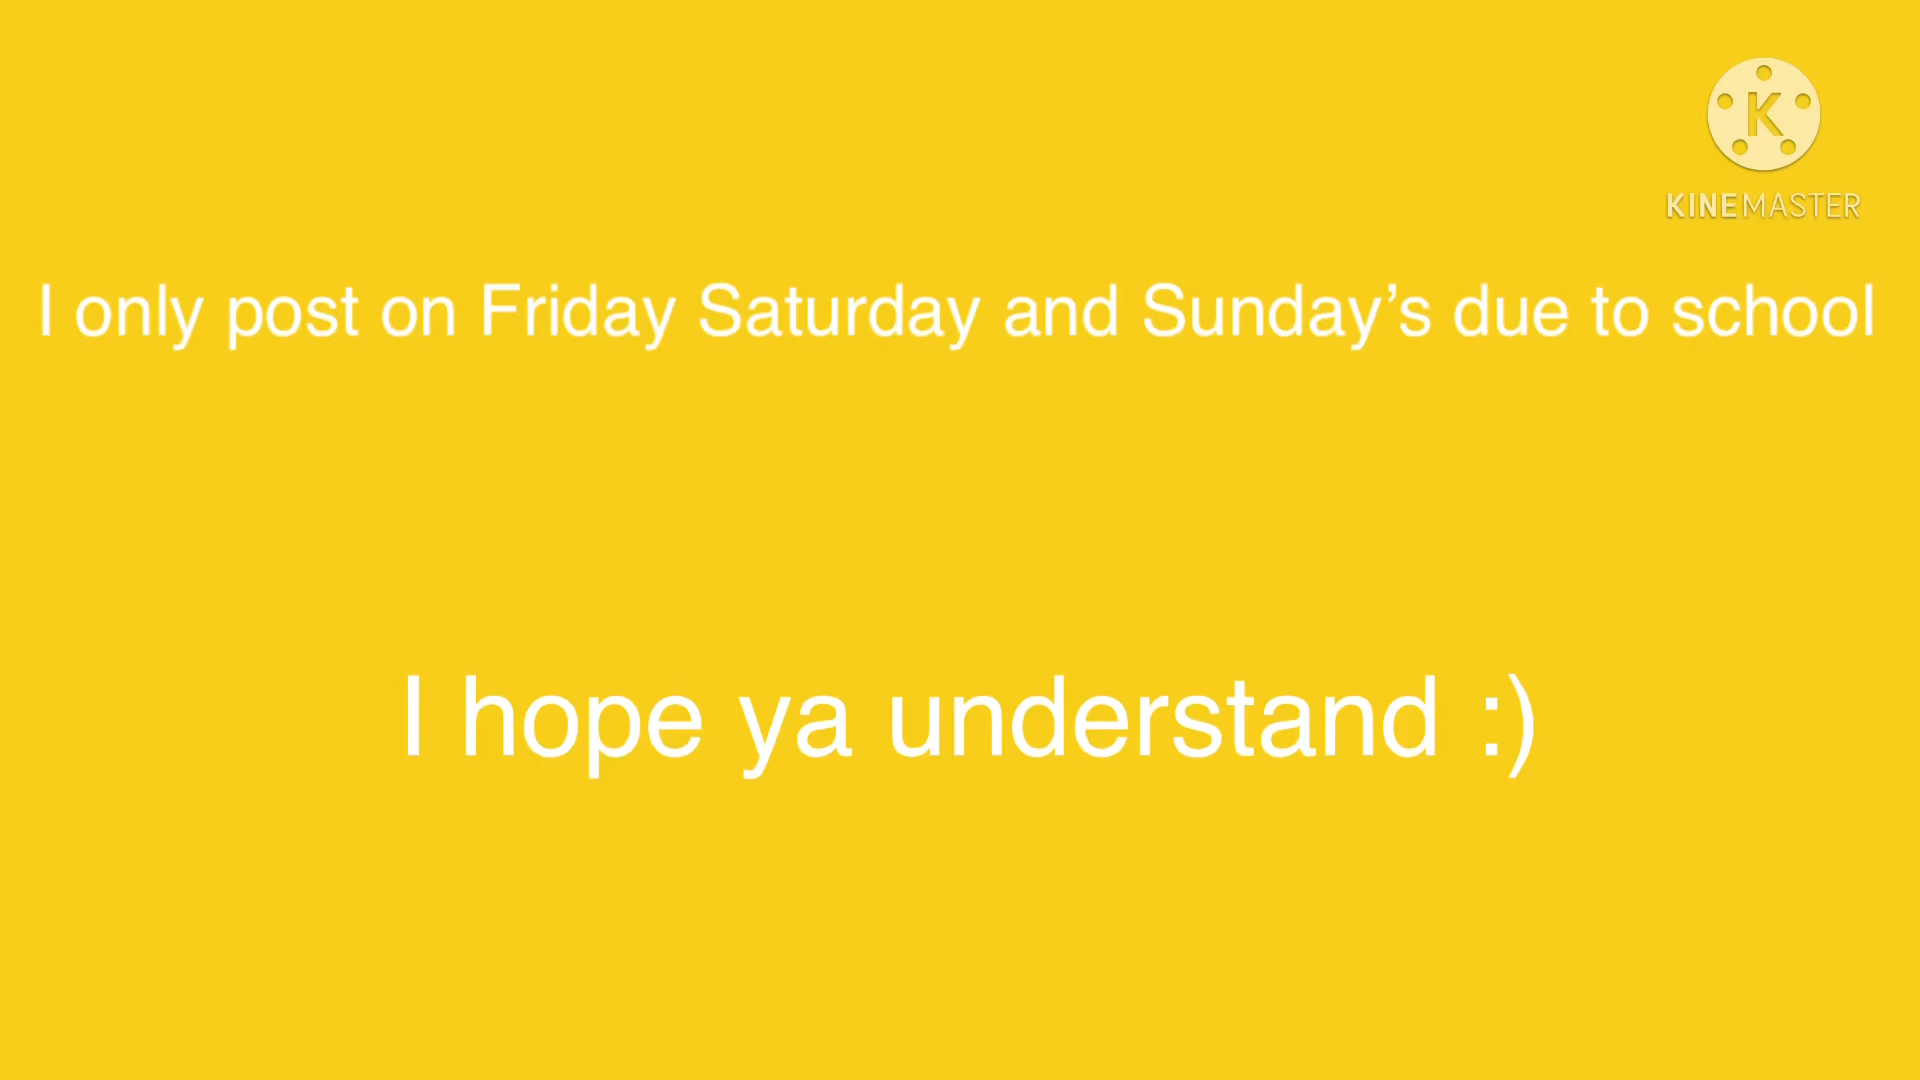 K
KINEMASTER
I only post on Friday Saturday and Sunday’s due to school
I hope ya understand :)